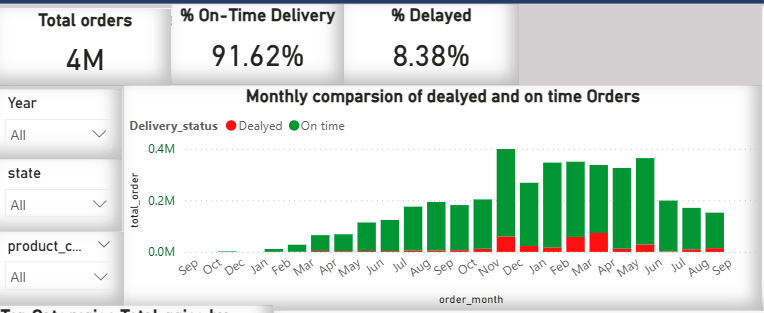 Total orders
4M
% On-Time Delivery
91.62%
% Delayed
8.38%
Year
All
state
All
product_c...
All
Monthly comparsion of dealyed and on time Orders
Delivery_status Dealyed On time
0.4M
0.2M
0.0M
total_order
Sep Oct Dec Jan Feb Mar Apr May Jun Jul Aug Sep Oct Nov Dec Jan Feb Mar Apr May Jun Jul Aug Sep
order_month